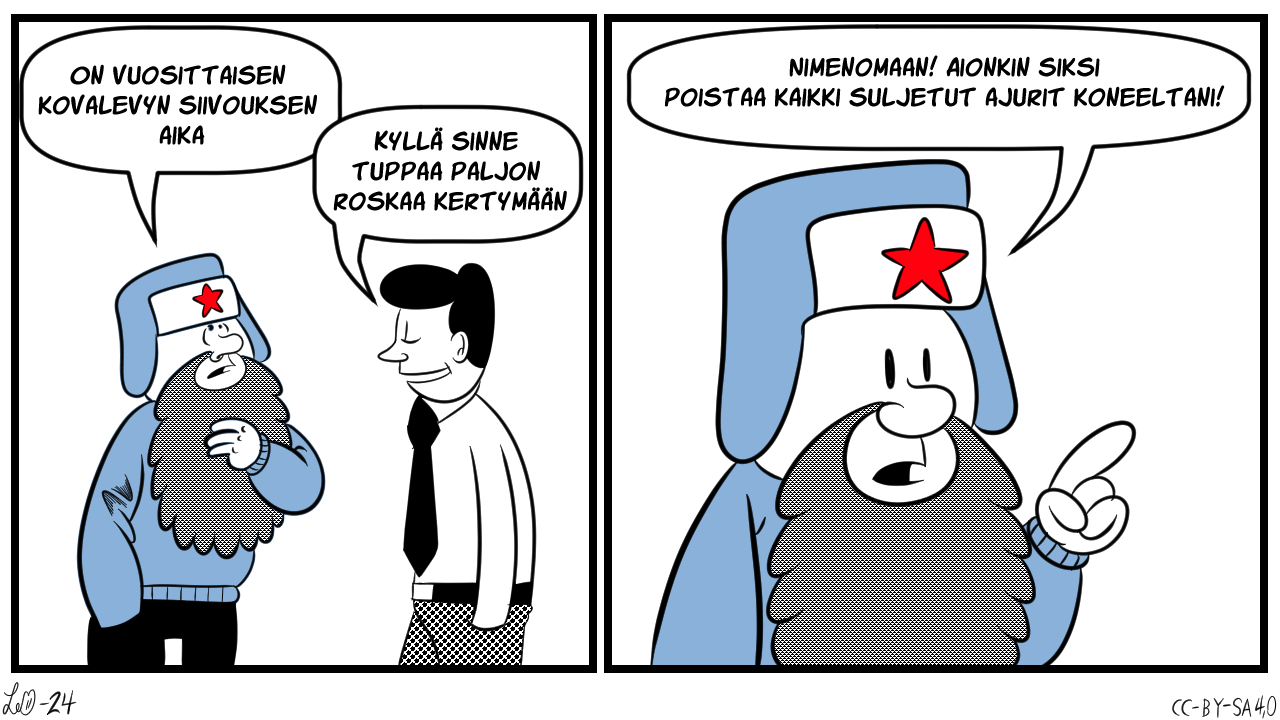 ON VUOSITTAISEN
KOVALEVYN SIIVOUKSEN
AIKA
KYLLÄ SINNE
TUPPAA PALJON
ROSKAA KERTYMÄÄN
NIMENOMAAN! AIONKIN SIKSI
POISTAA KAIKKI SULJETUT AJURIT KONEELTANI!
-24
CC-BY-SA 4,0